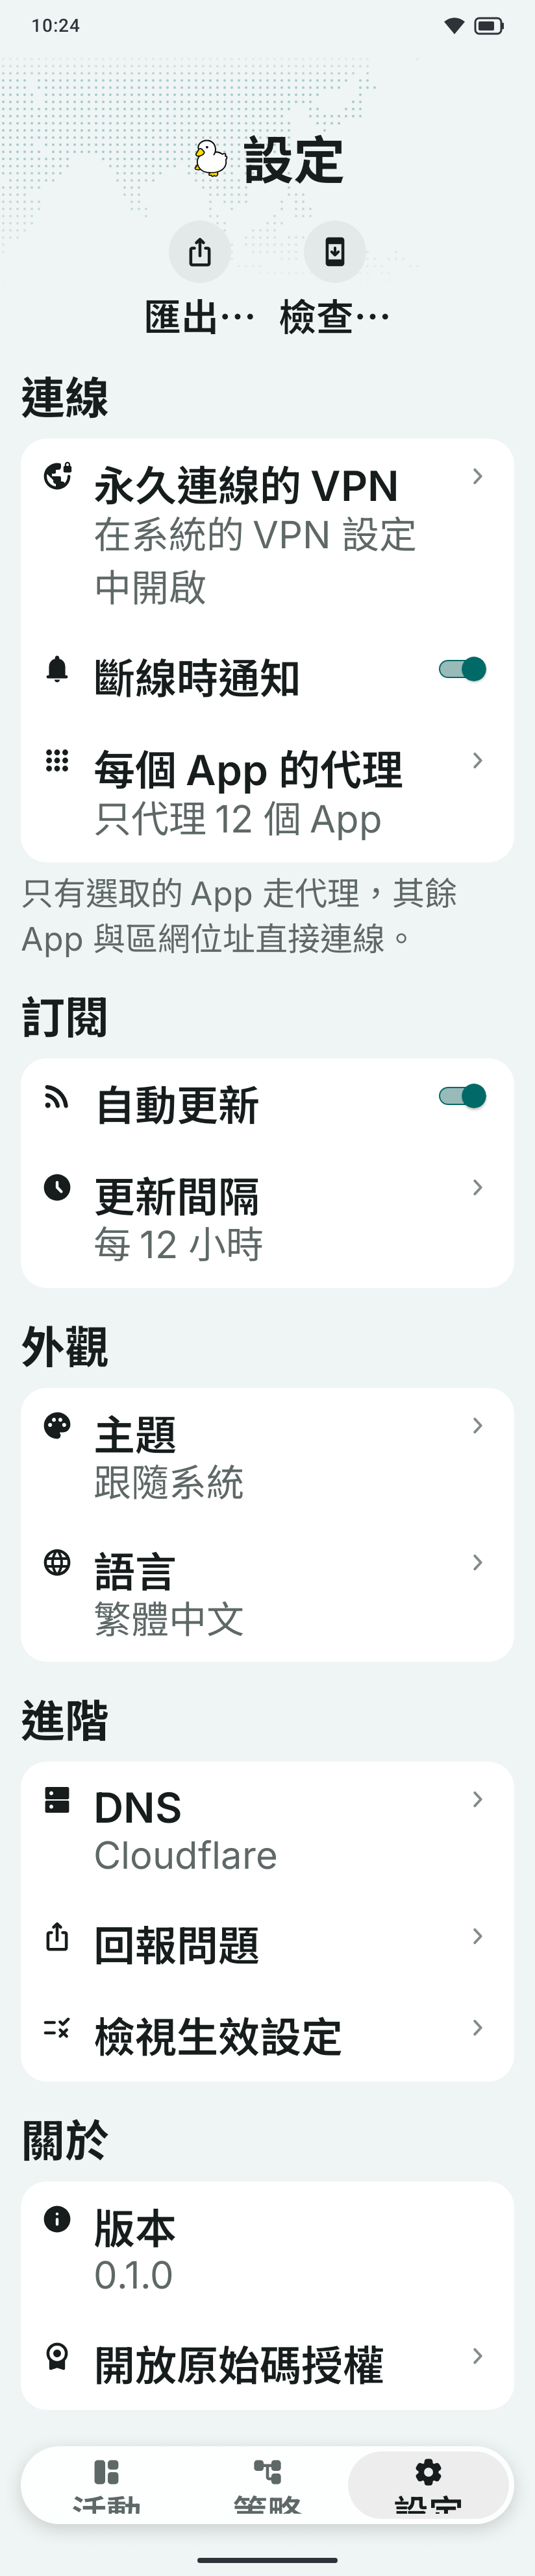 10:24
設定
匯出…
檢查…
連線
永久連線的 VPN
在系統的 VPN 設定
中開啟
斷線時通知
每個 App 的代理
只代理 12 個 App
只有選取的 App 走代理，其餘
App 與區網位址直接連線。
訂閱
自動更新
更新間隔
每 12 小時
外觀
主題
跟隨系統
語言
繁體中文
進階
DNS
Cloudflare
回報問題
檢視生效設定
關於
版本
0.1.0
開放原始碼授權
活動
策略
設定